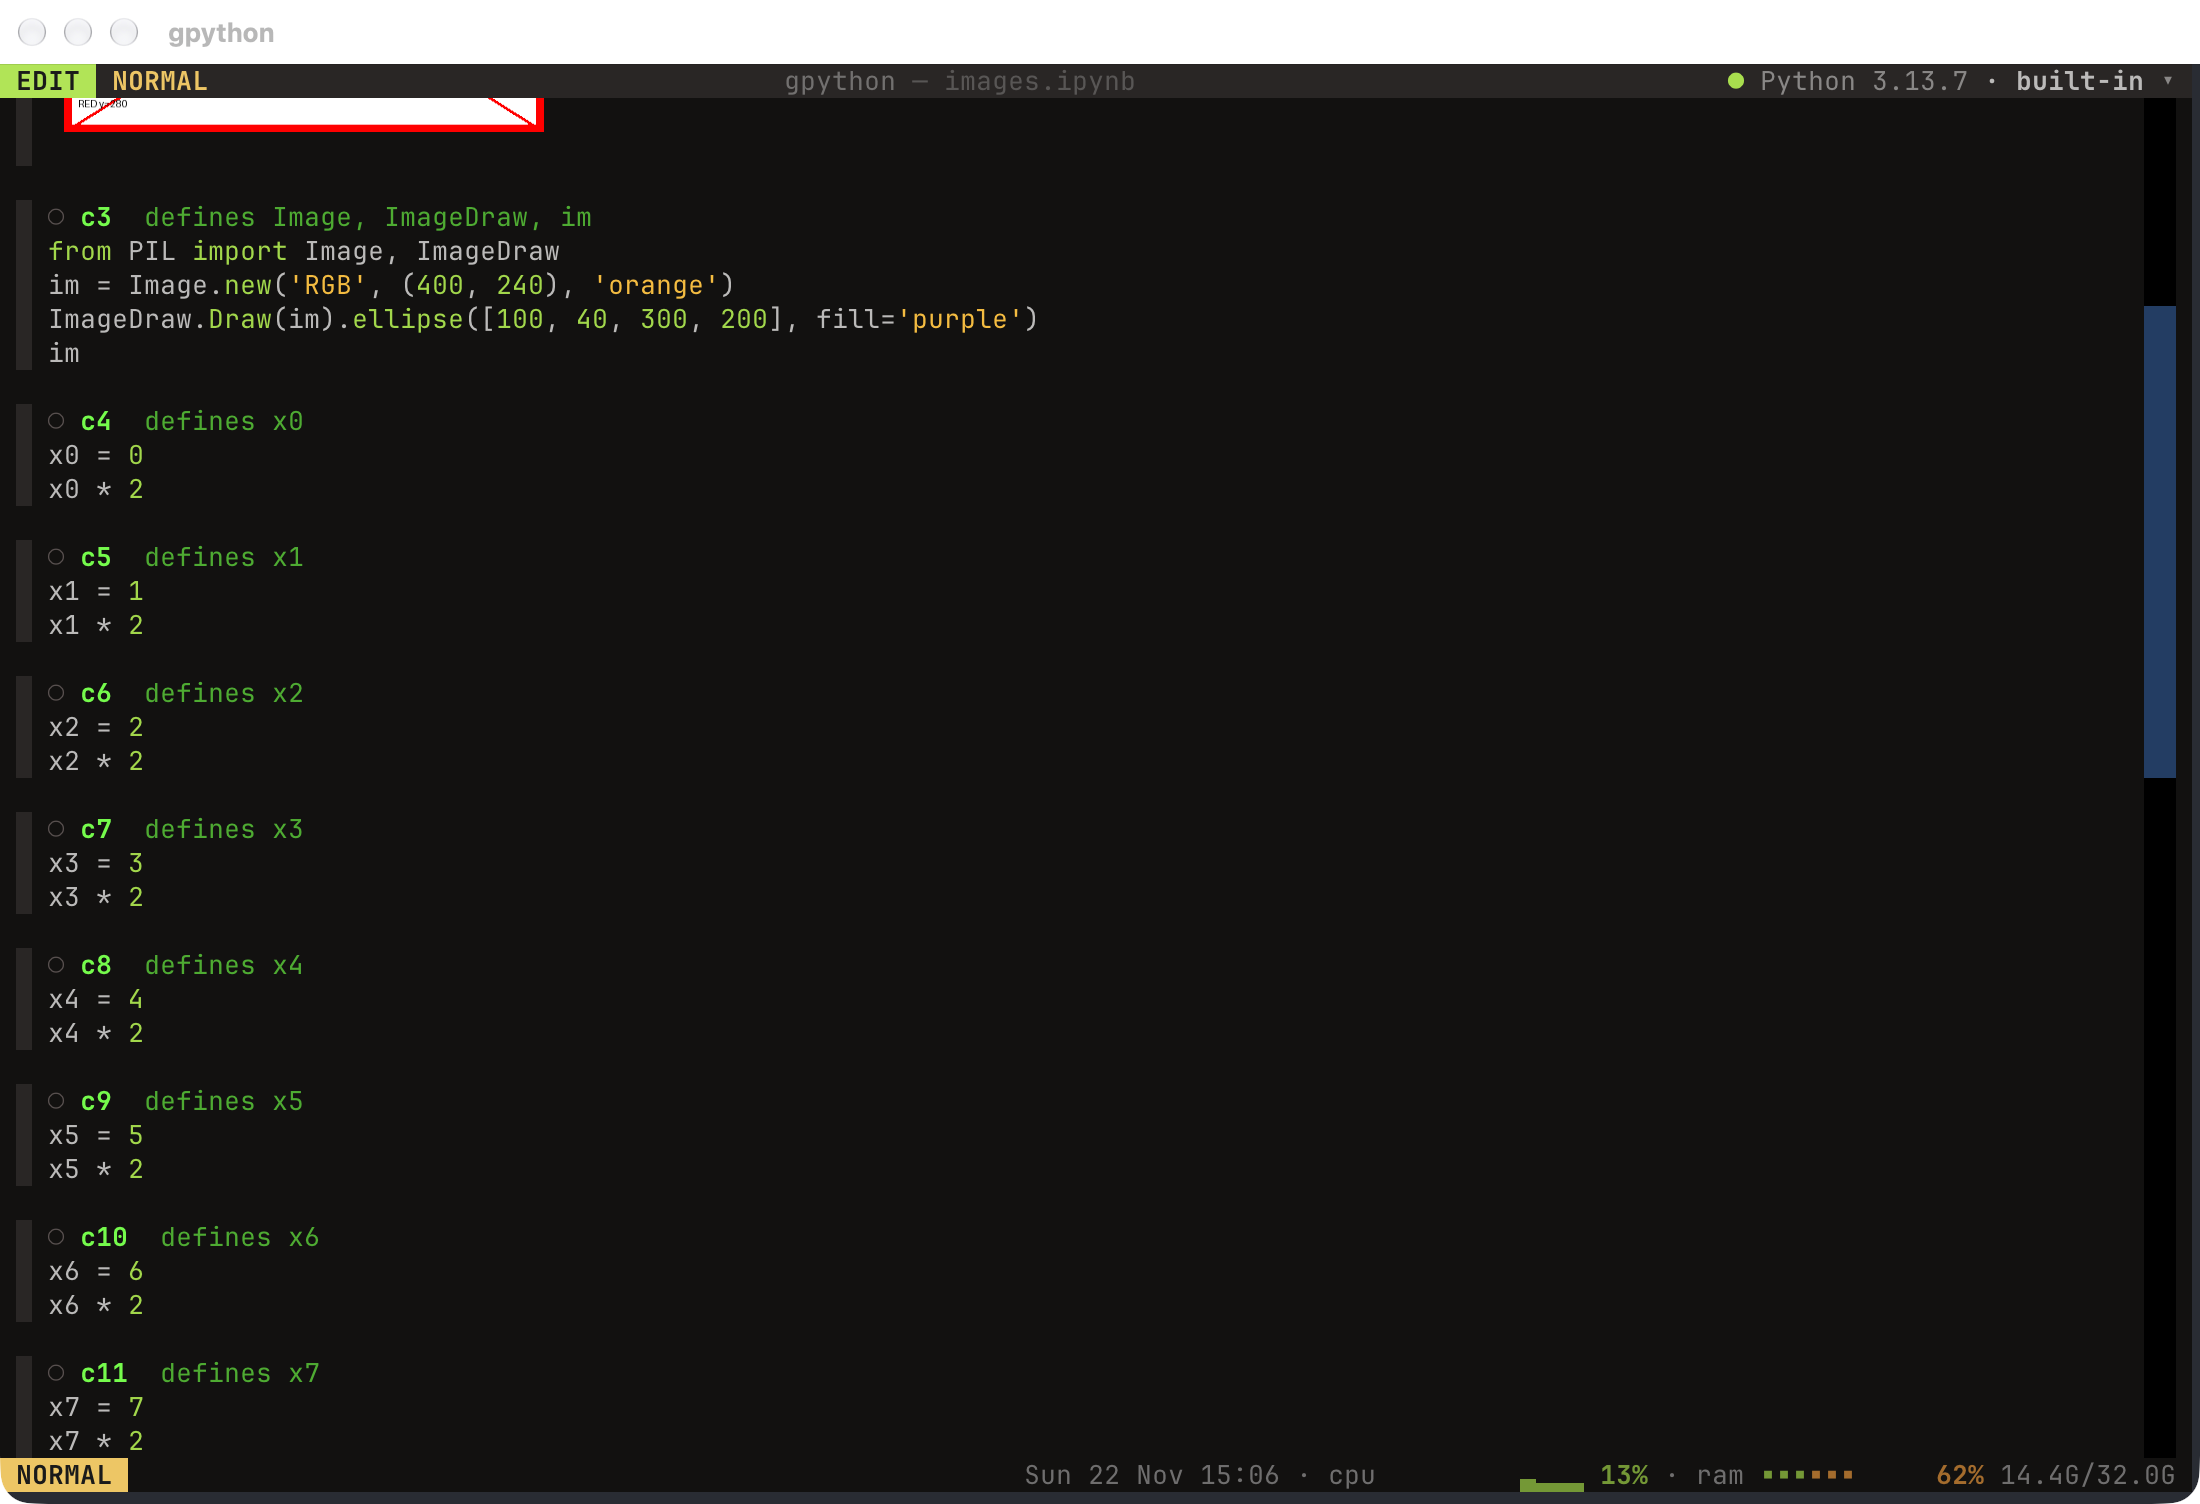 gpython
EDIT NORMAL gpython — images.ipynb ● Python 3.13.7 · built-in ▾
RED y=280
○ c3 defines Image, ImageDraw, im
from PIL import Image, ImageDraw
im = Image.new('RGB', (400, 240), 'orange')
ImageDraw.Draw(im).ellipse([100, 40, 300, 200], fill='purple')
im
○ c4 defines x0
x0 = 0
x0 * 2
○ c5 defines x1
x1 = 1
x1 * 2
○ c6 defines x2
x2 = 2
x2 * 2
○ c7 defines x3
x3 = 3
x3 * 2
○ c8 defines x4
x4 = 4
x4 * 2
○ c9 defines x5
x5 = 5
x5 * 2
○ c10 defines x6
x6 = 6
x6 * 2
○ c11 defines x7
x7 = 7
x7 * 2
NORMAL Sun 22 Nov 15:06 · cpu 13% · ram 62% 14.4G/32.0G